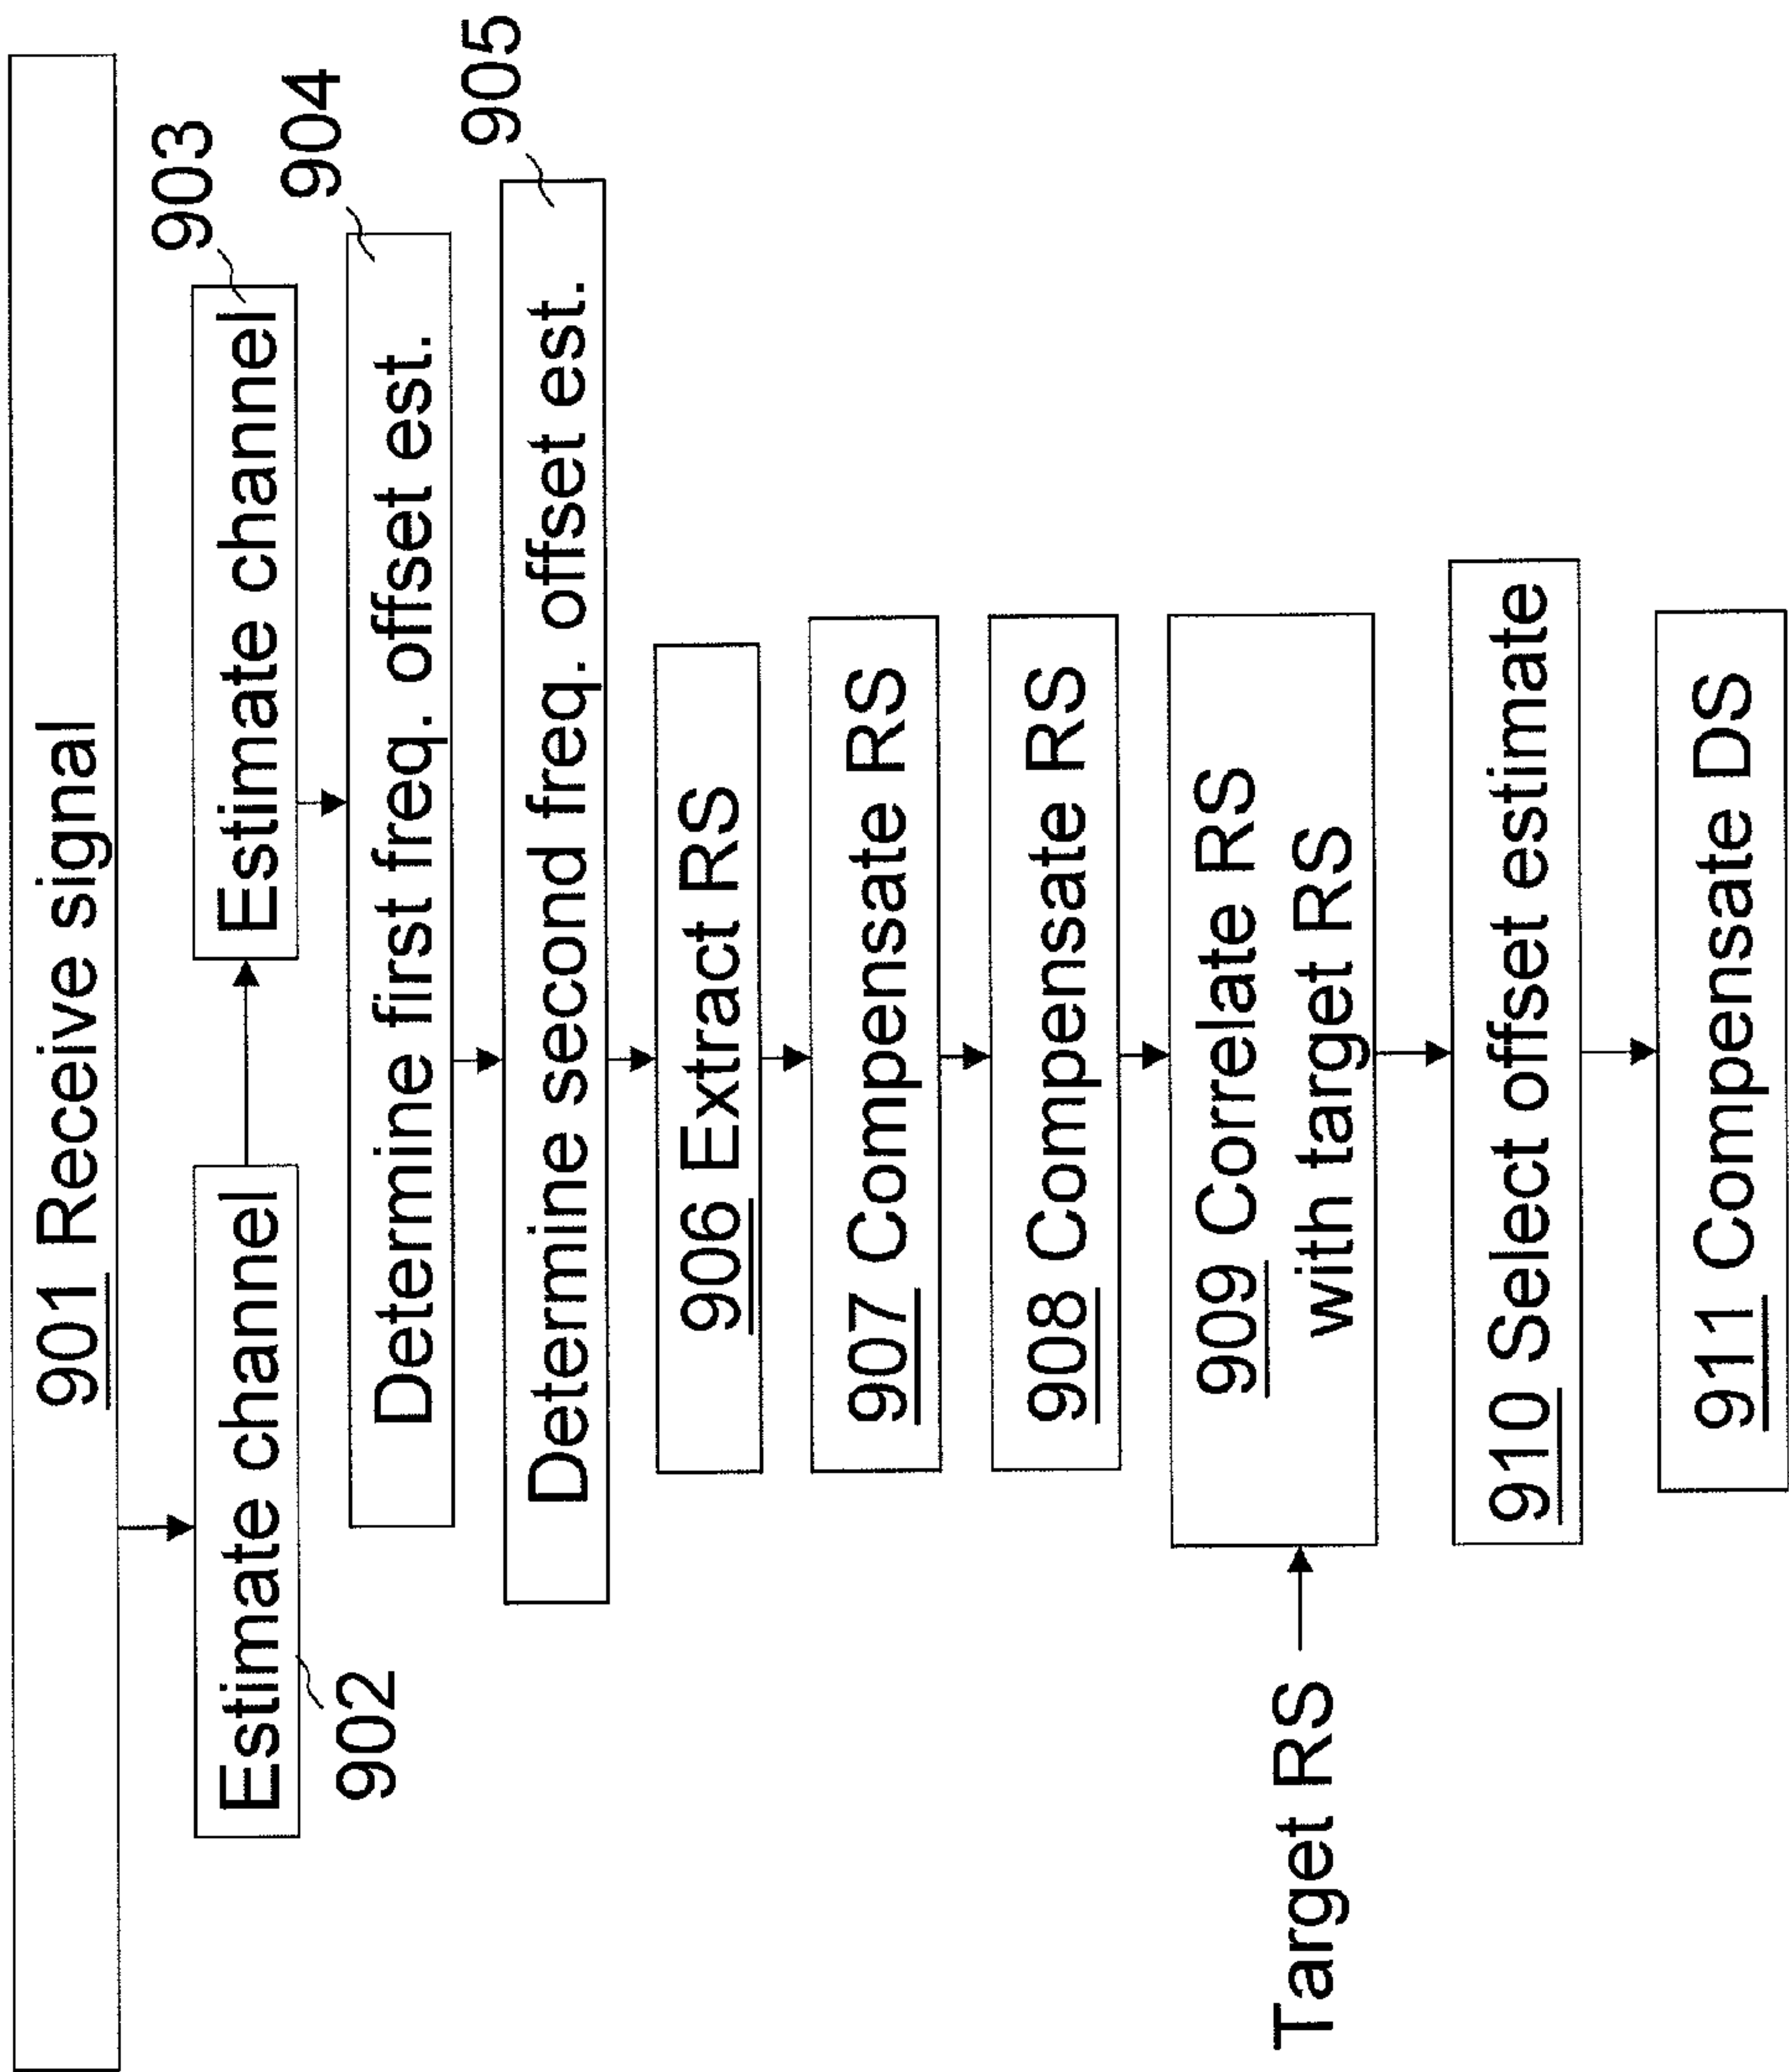 901 Receive signal
Estimate channel
902
Estimate channel
903
Determine first freq. offset est.
904
Determine second freq. offset est.
905
906 Extract RS
907 Compensate RS
908 Compensate RS
Target RS
909 Correlate RS
with target RS
910 Select offset estimate
911 Compensate DS